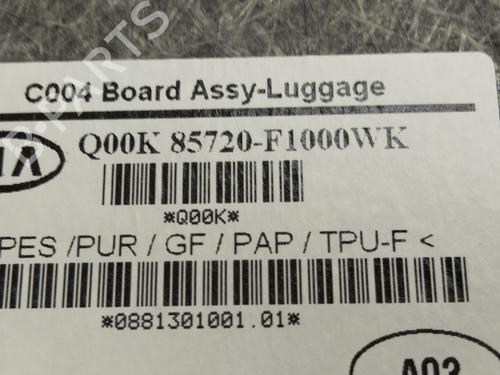 C004 Board Assy-Luggage
Q00K 85720-F1000WK
*Q00K*
PES /PUR / GF / PAP / TPU-F <
*0881301001.01*
A03